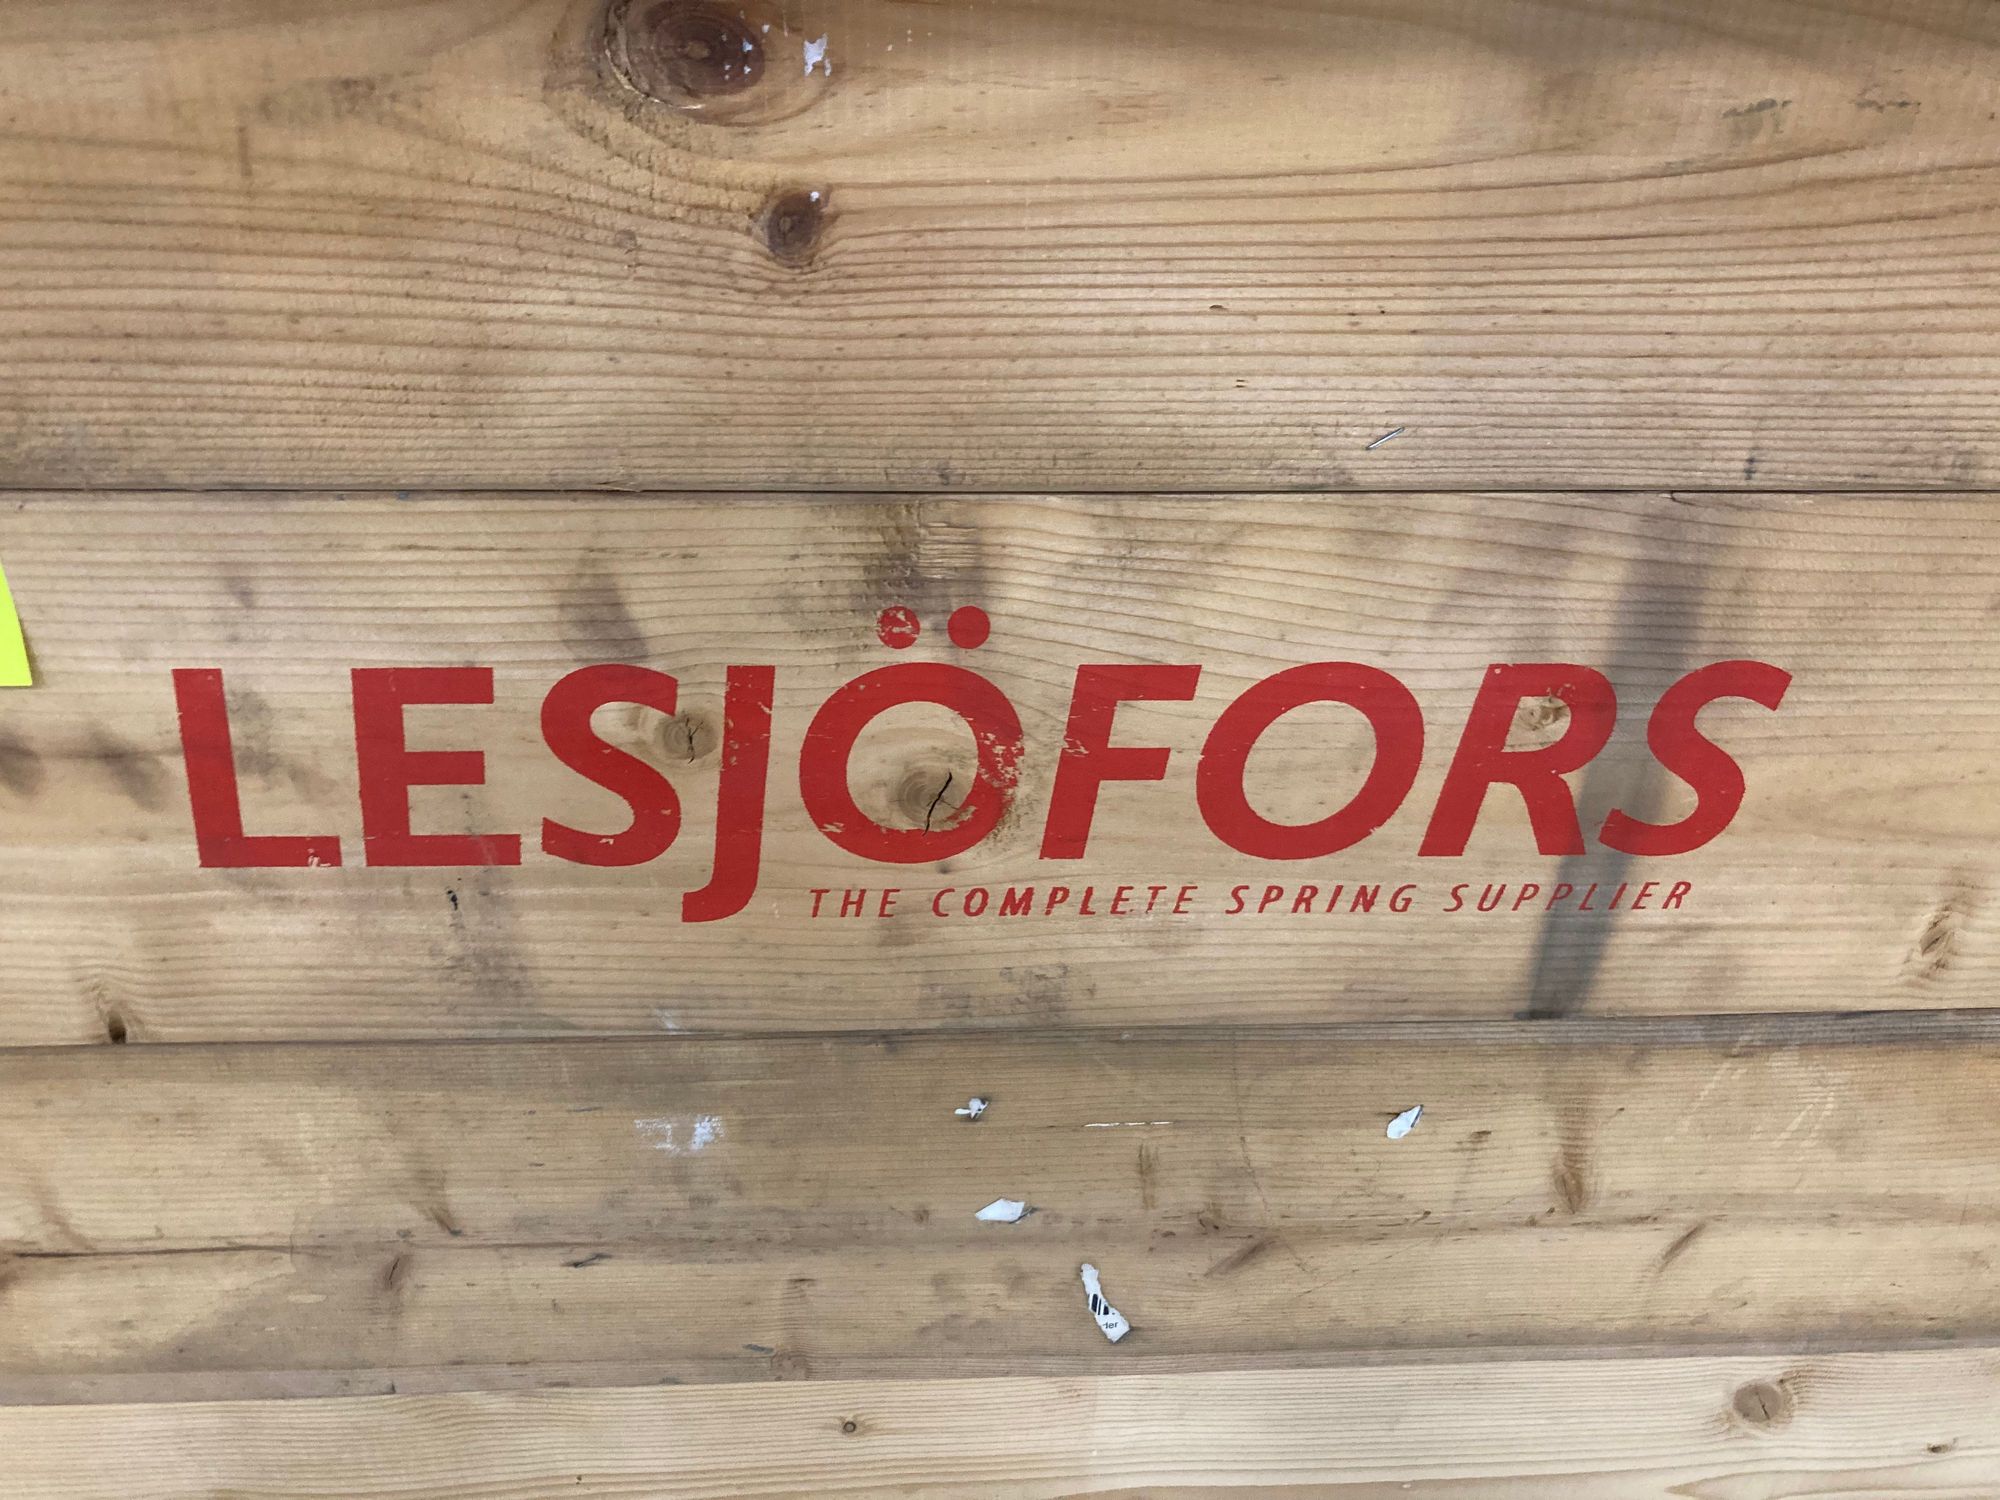 LESJÖFORS
THE COMPLETE SPRING SUPPLIER